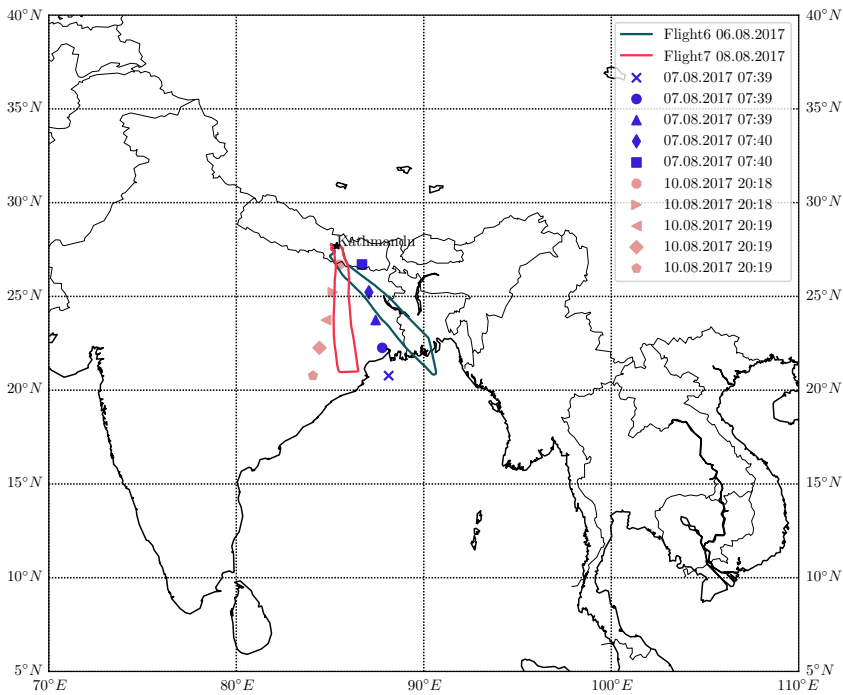 40°N
40°N
Flight6 06.08.2017
Flight7 08.08.2017
07.08.2017 07:39
07.08.2017 07:39
07.08.2017 07:39
07.08.2017 07:40
07.08.2017 07:40
10.08.2017 20:18
10.08.2017 20:18
10.08.2017 20:19
10.08.2017 20:19
10.08.2017 20:19
35°N
35°N
30°N
30°N
Kathmandu
25°N
25°N
20°N
20°N
15°N
15°N
10°N
10°N
5°N
5°N
70°E
80°E
90°E
100°E
110°E